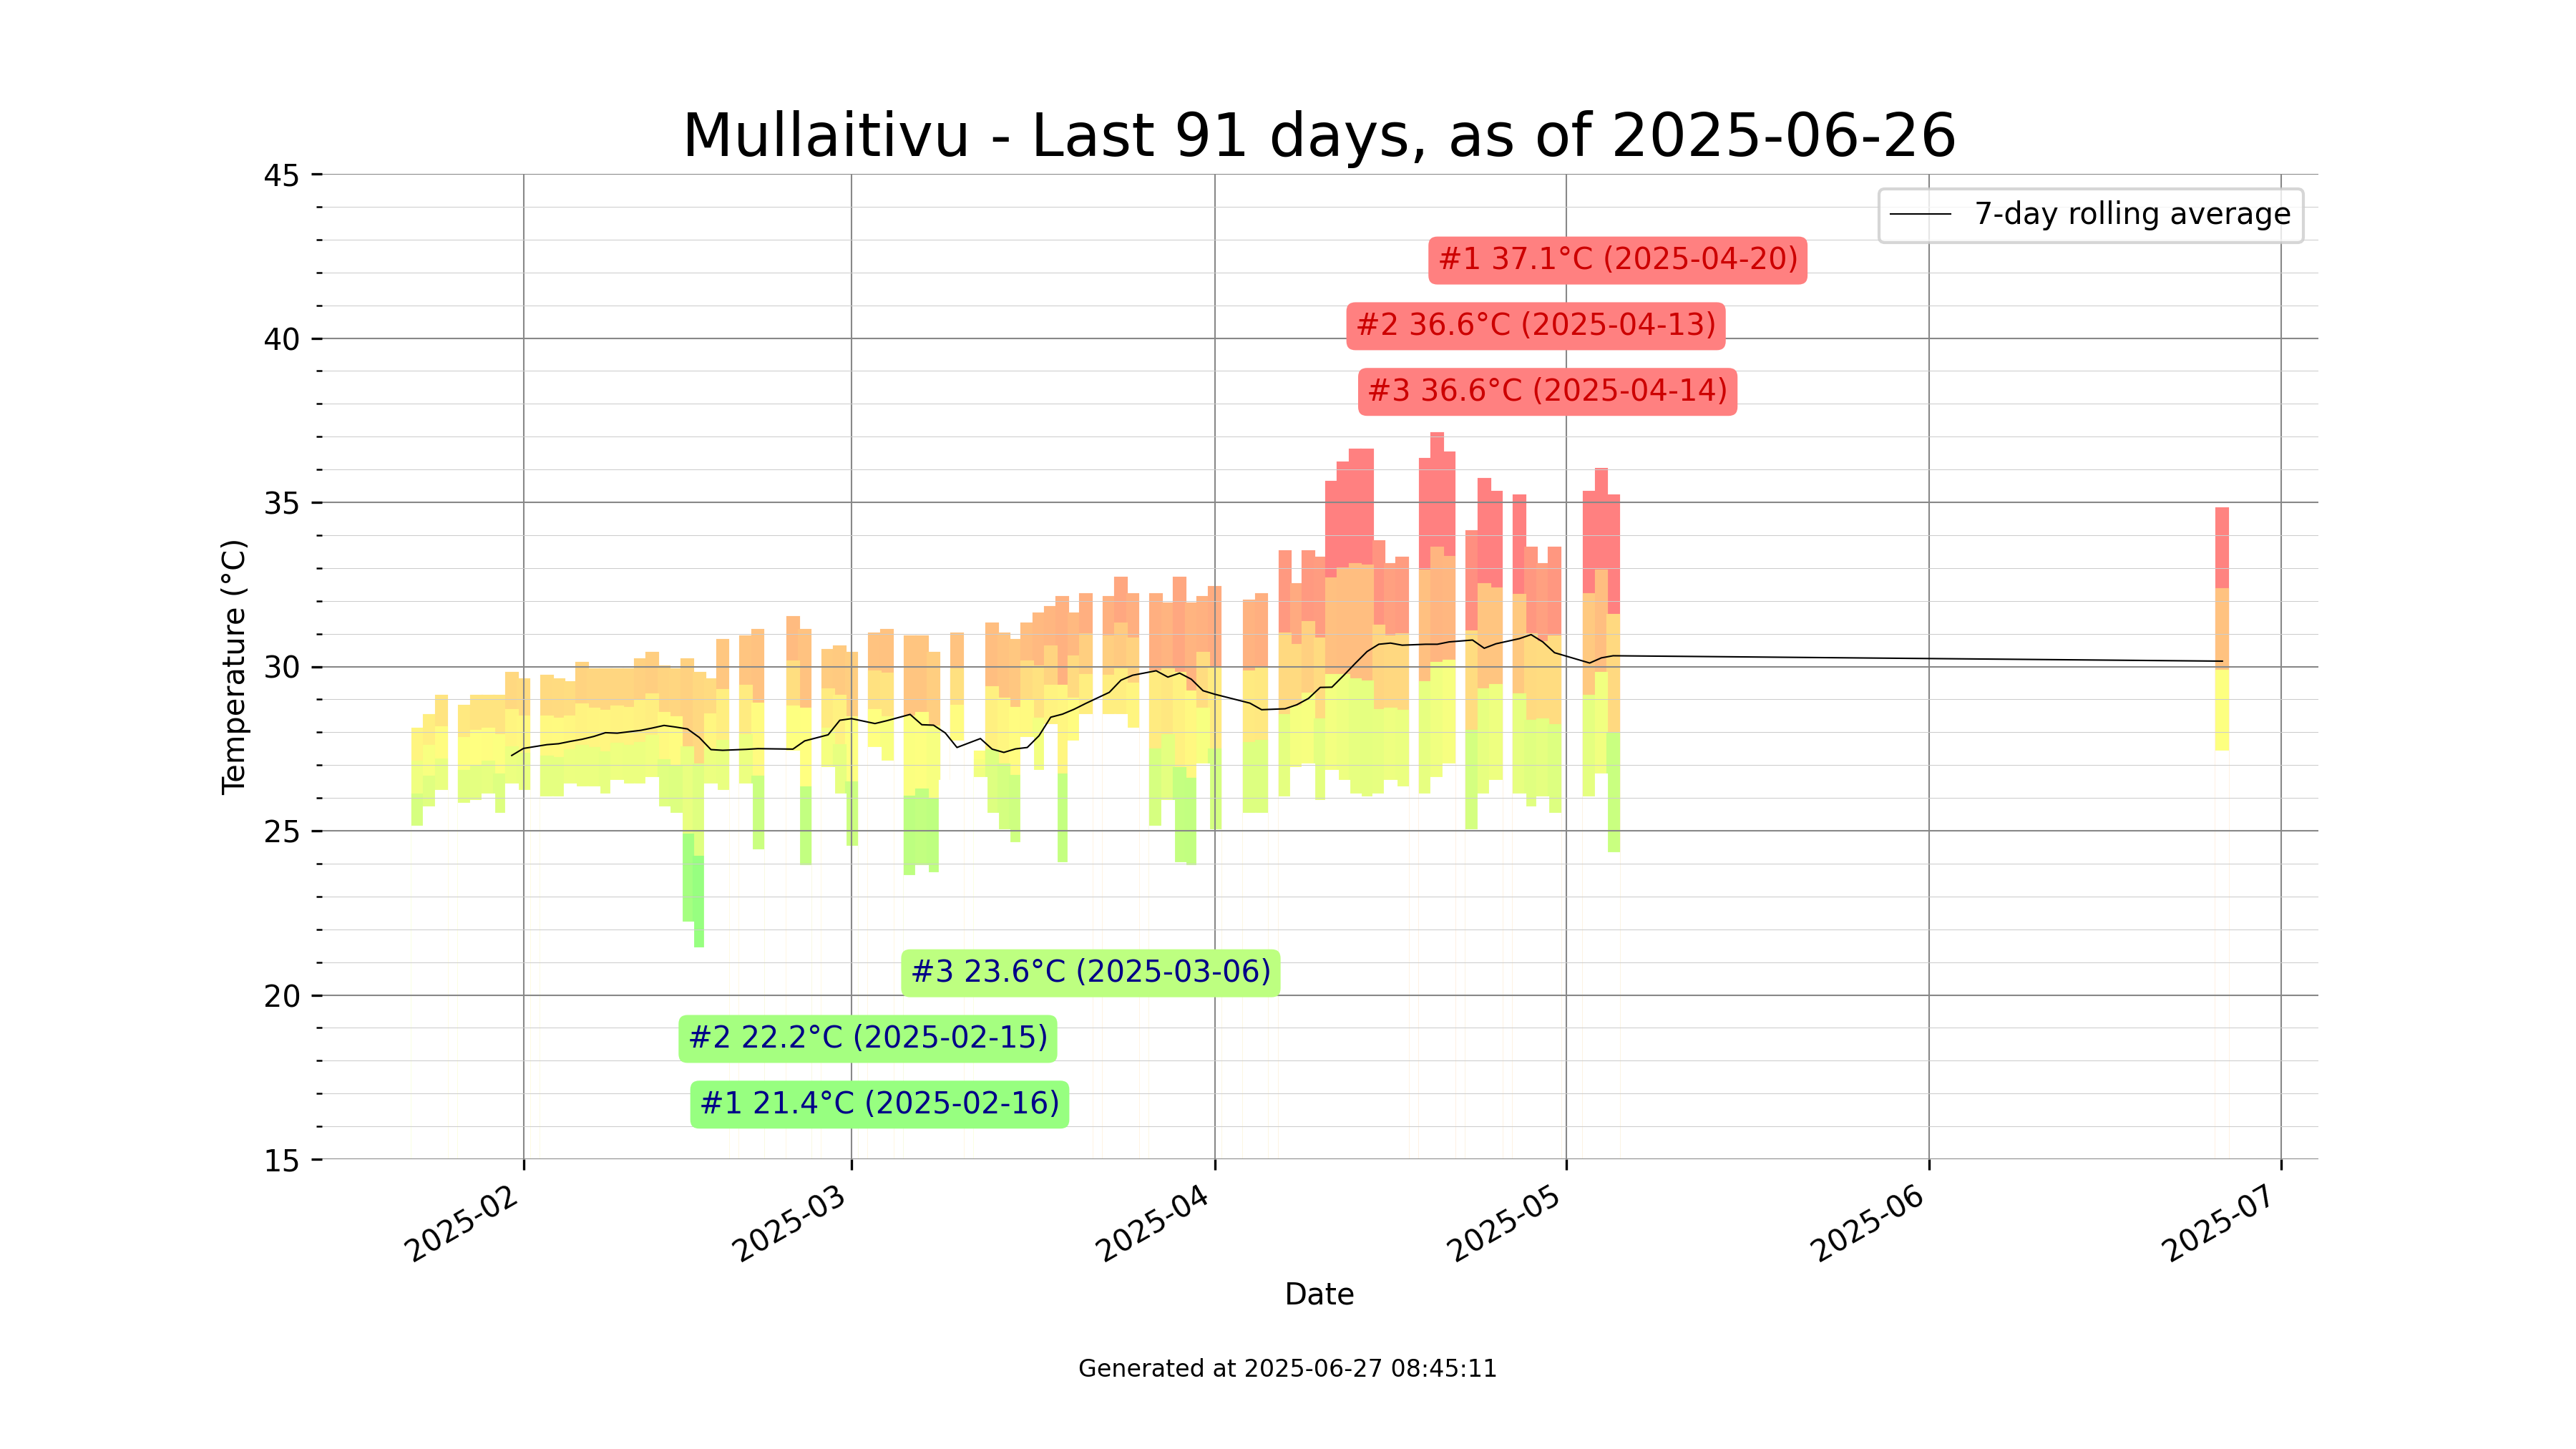 Mullaitivu - Last 91 days, as of 2025-06-26
45
7-day rolling average
#1 37.1°C (2025-04-20)
#2 36.6°C (2025-04-13)
40
#3 36.6°C (2025-04-14)
35
Temperature (°C)
30
25
#3 23.6°C (2025-03-06)
20
#2 22.2°C (2025-02-15)
#1 21.4°C (2025-02-16)
15
2025-02
2025-03
2025-04
2025-05
2025-06
2025-07
Date
Generated at 2025-06-27 08:45:11